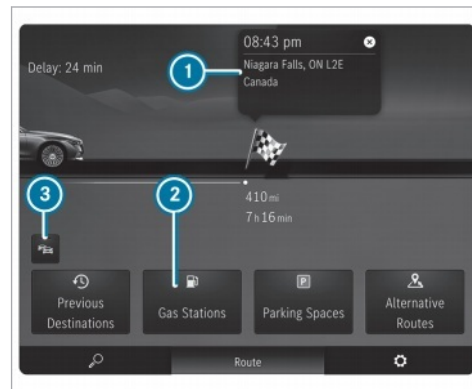 08:43 pm
Delay: 24 min
1
Niagara Falls, ON L2E
Canada
2
3
410 mi
7 h 16 min
P
Previous
Destinations
Gas Stations
Parking Spaces
Alternative
Routes
Route